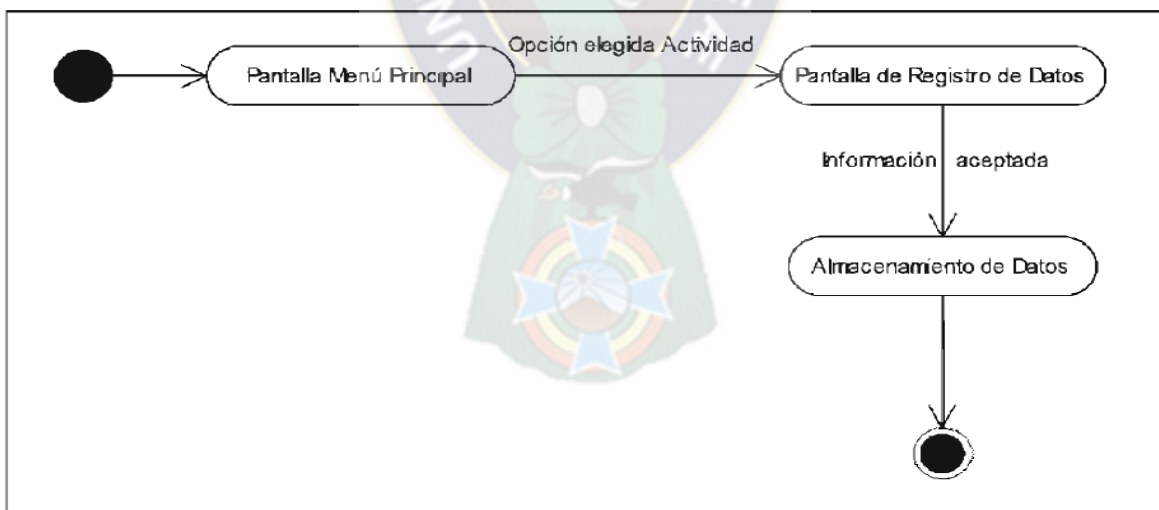 Opción elegida Actividad
Pantalla Menú Principal
Pantalla de Registro de Datos
Información aceptada
Almacenamiento de Datos